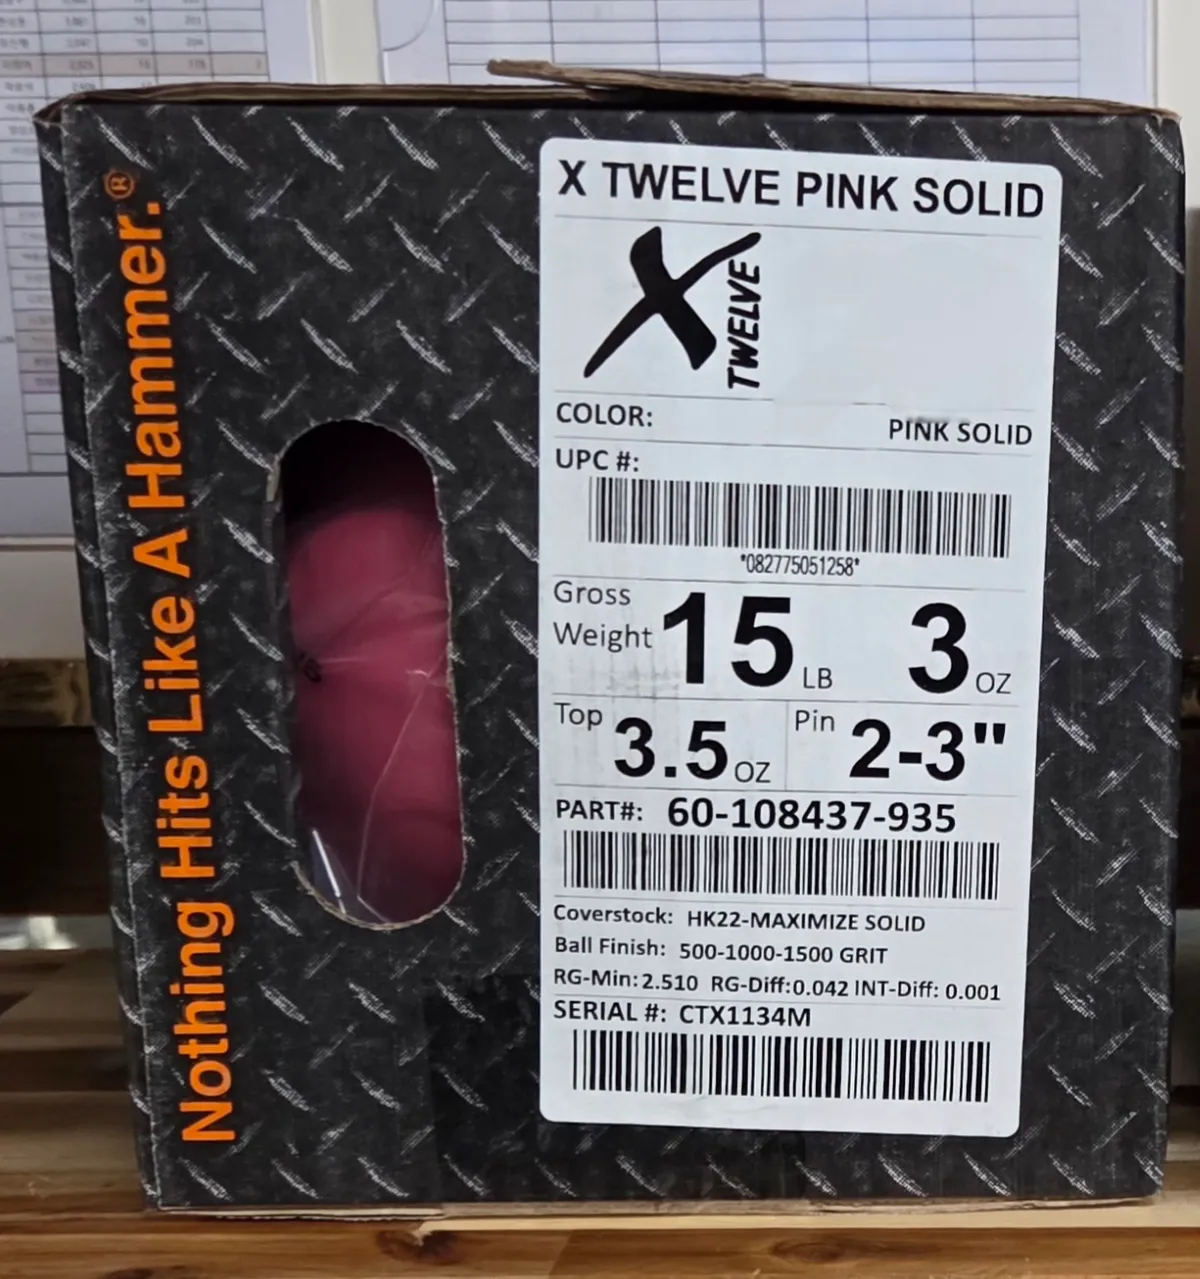 Nothing Hits Like A Hammer.®
X TWELVE PINK SOLID
X TWELVE
COLOR: PINK SOLID
UPC #:
*082775051258*
Gross Weight 15 LB 3 OZ
Top 3.5 OZ Pin 2-3"
PART#: 60-108437-935
Coverstock: HK22-MAXIMIZE SOLID
Ball Finish: 500-1000-1500 GRIT
RG-Min: 2.510 RG-Diff: 0.042 INT-Diff: 0.001
SERIAL #: CTX1134M